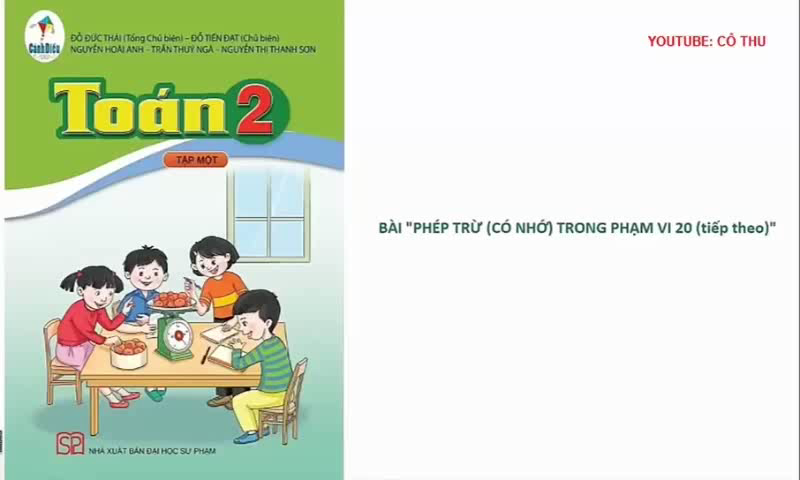 Cánh Diều
ĐỖ ĐỨC THÁI (Tổng Chủ biên) – ĐỖ TIẾN ĐẠT (Chủ biên)
NGUYỄN HOÀI ANH - TRẦN THUÝ NGÀ - NGUYỄN THỊ THANH SƠN
Toán 2
TẬP MỘT
SP
NHÀ XUẤT BẢN ĐẠI HỌC SƯ PHẠM
YOUTUBE: CÔ THU
BÀI "PHÉP TRỪ (CÓ NHỚ) TRONG PHẠM VI 20 (tiếp theo)"